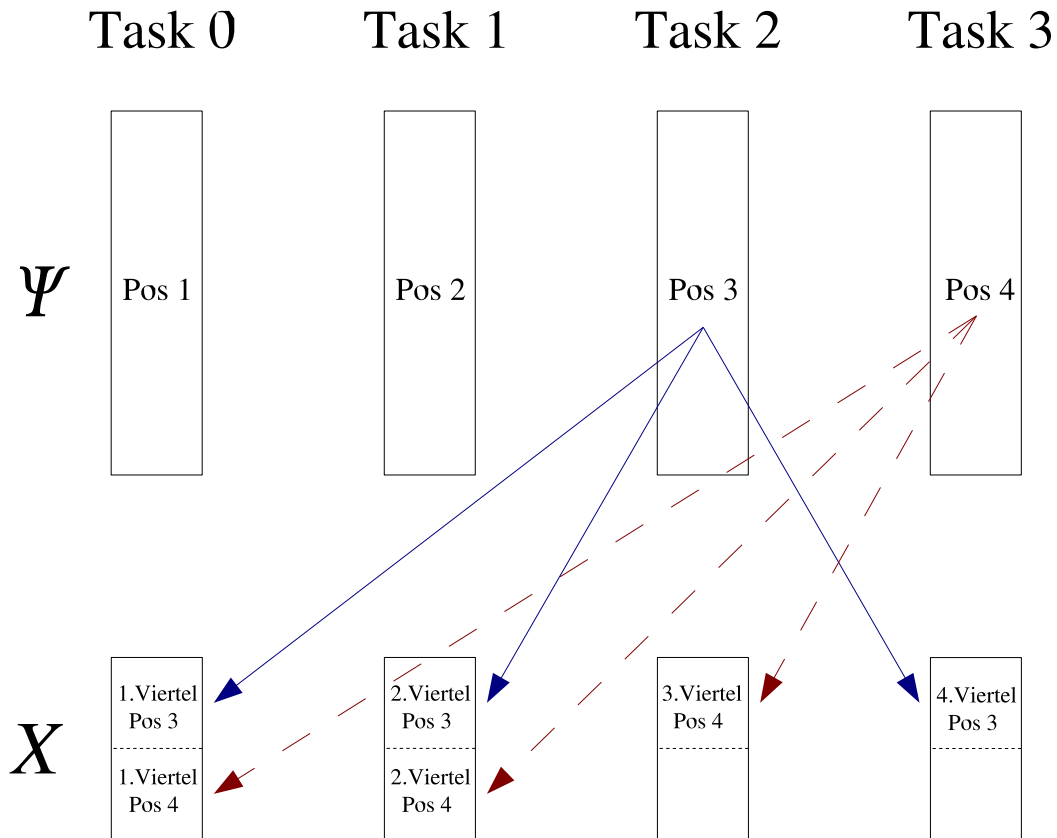 Task 0 Task 1 Task 2 Task 3
Ψ Pos 1 Pos 2 Pos 3 Pos 4
X
1.Viertel
Pos 3
1.Viertel
Pos 4
2.Viertel
Pos 3
2.Viertel
Pos 4
3.Viertel
Pos 4
4.Viertel
Pos 3